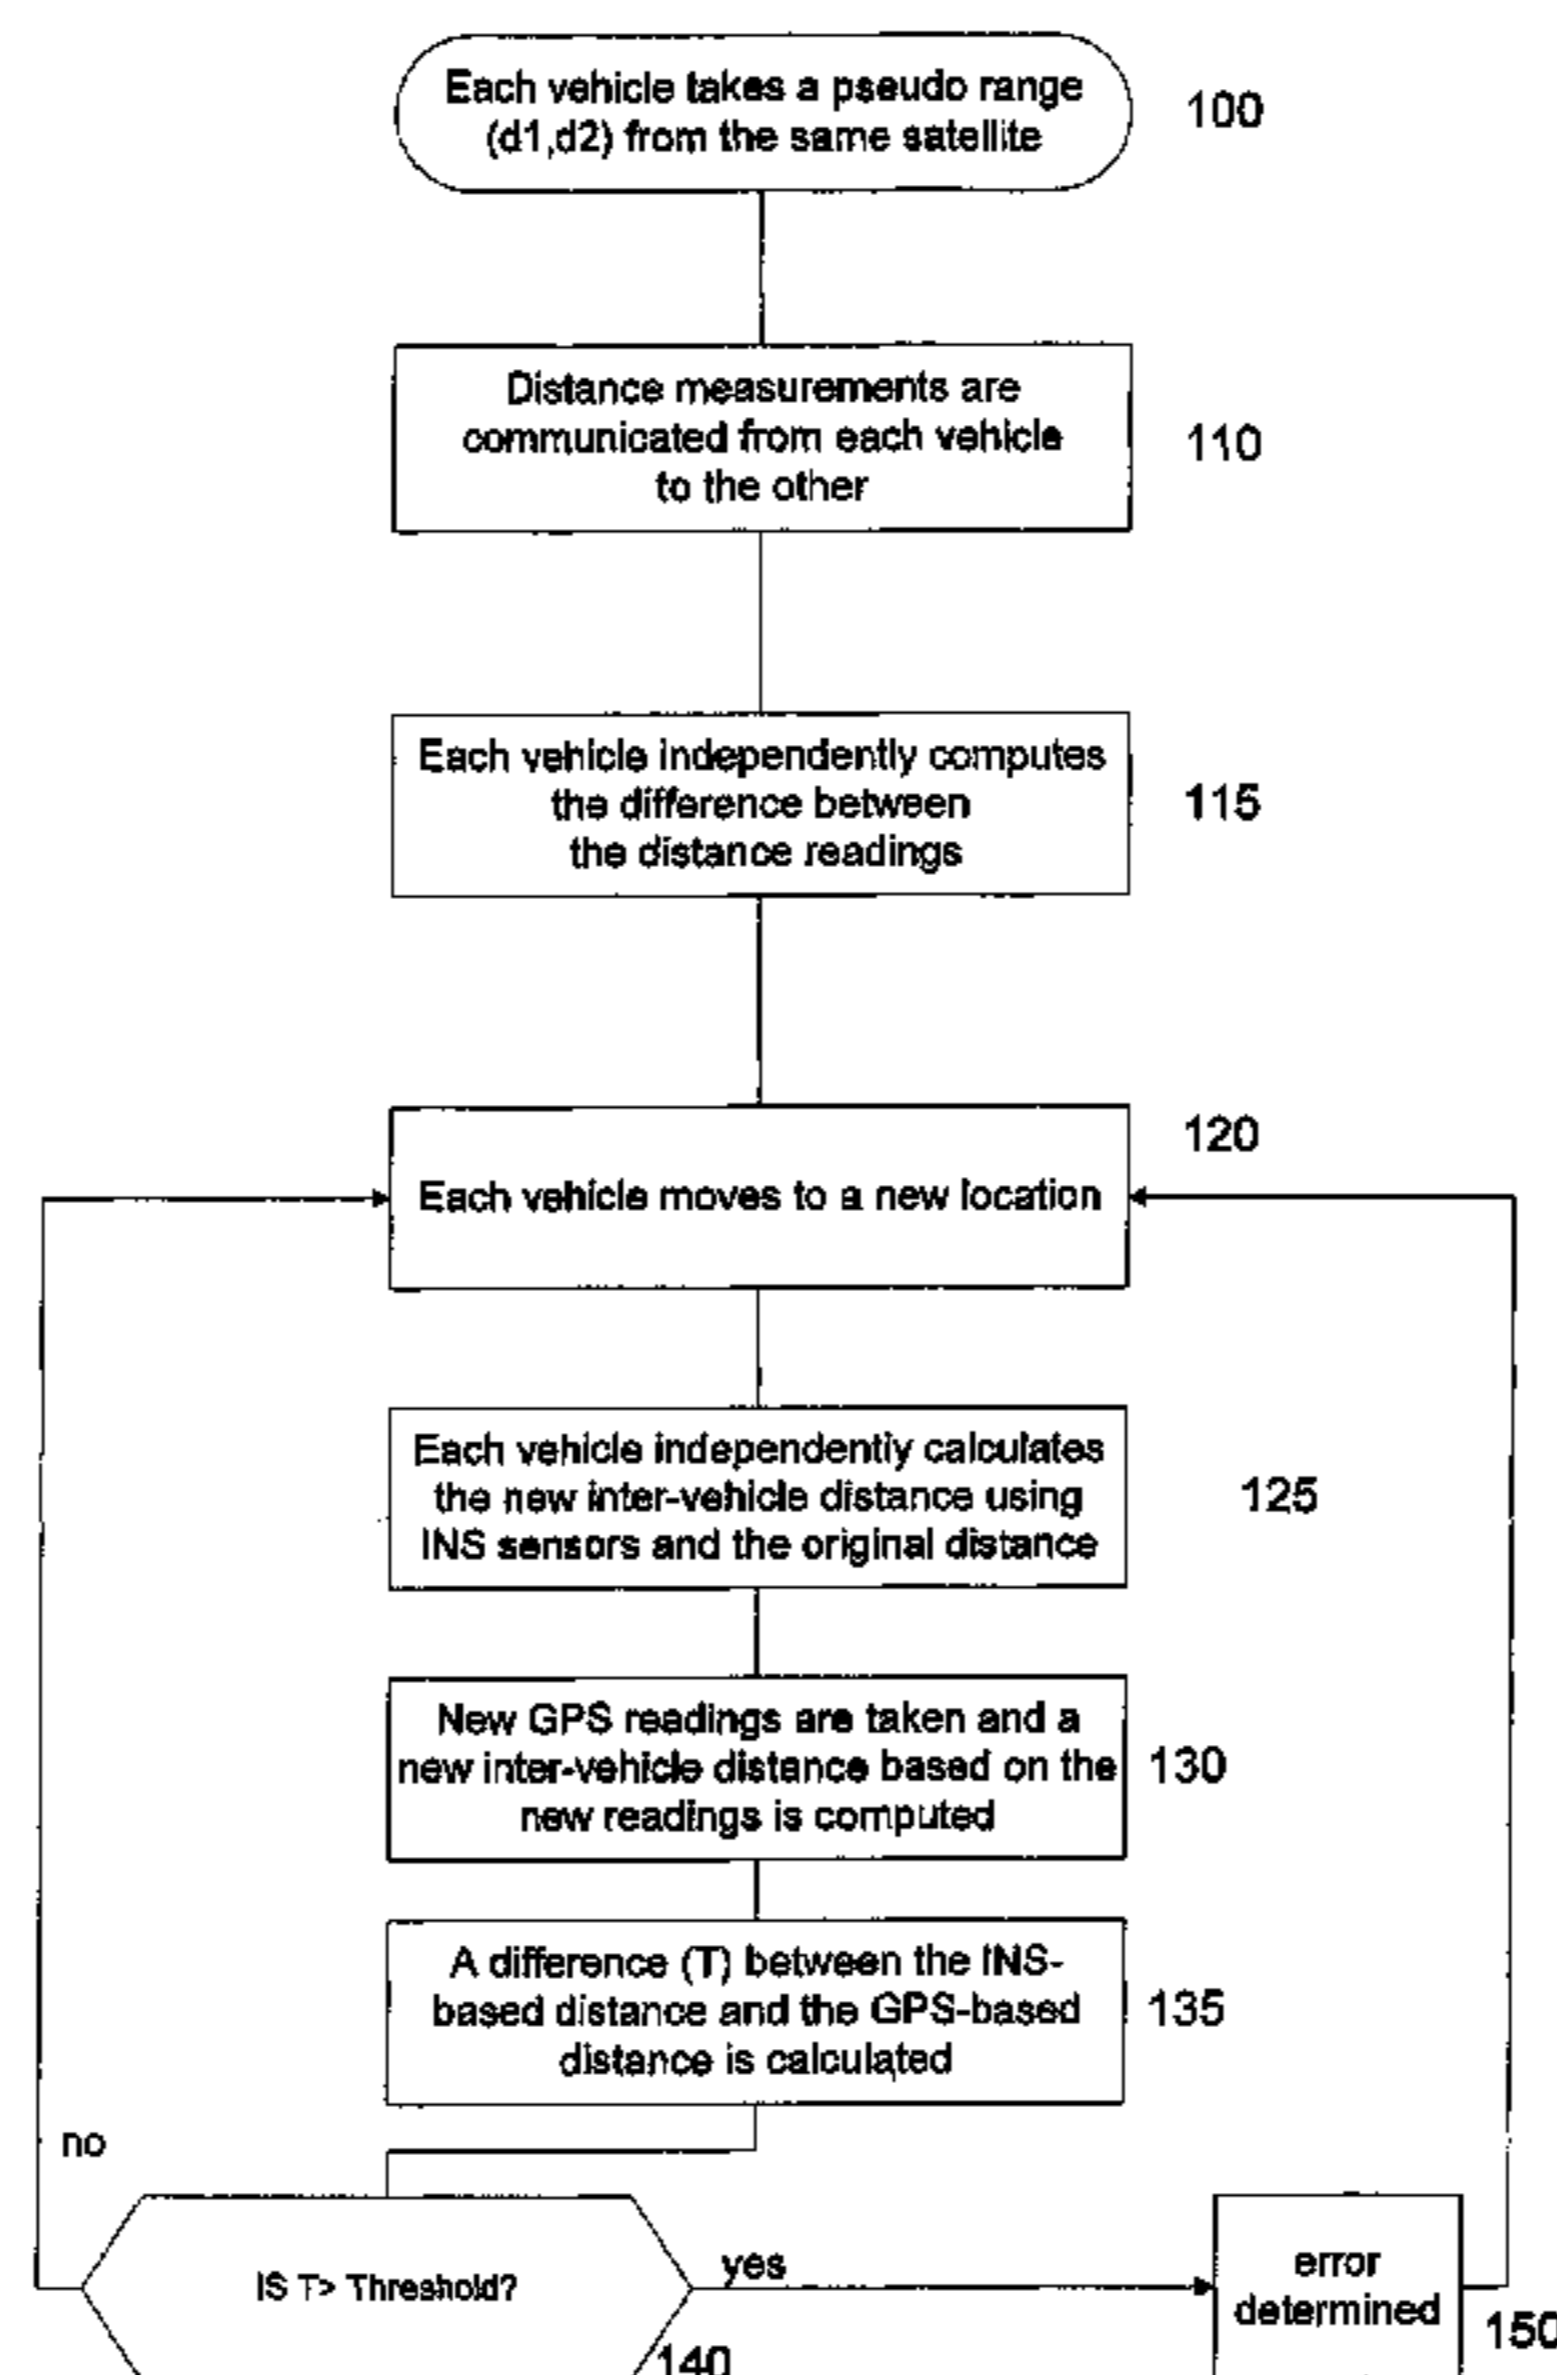 Each vehicle takes a pseudo range
(d1,d2) from the same satellite
100
Distance measurements are
communicated from each vehicle
to the other
110
Each vehicle independently computes
the difference between
the distance readings
115
120
Each vehicle moves to a new location
Each vehicle independently calculates
the new inter-vehicle distance using
INS sensors and the original distance
125
New GPS readings are taken and a
new inter-vehicle distance based on the
new readings is computed
130
A difference (T) between the INS-
based distance and the GPS-based
distance is calculated
135
no
IS T> Threshold?
yes
140
error
determined
150